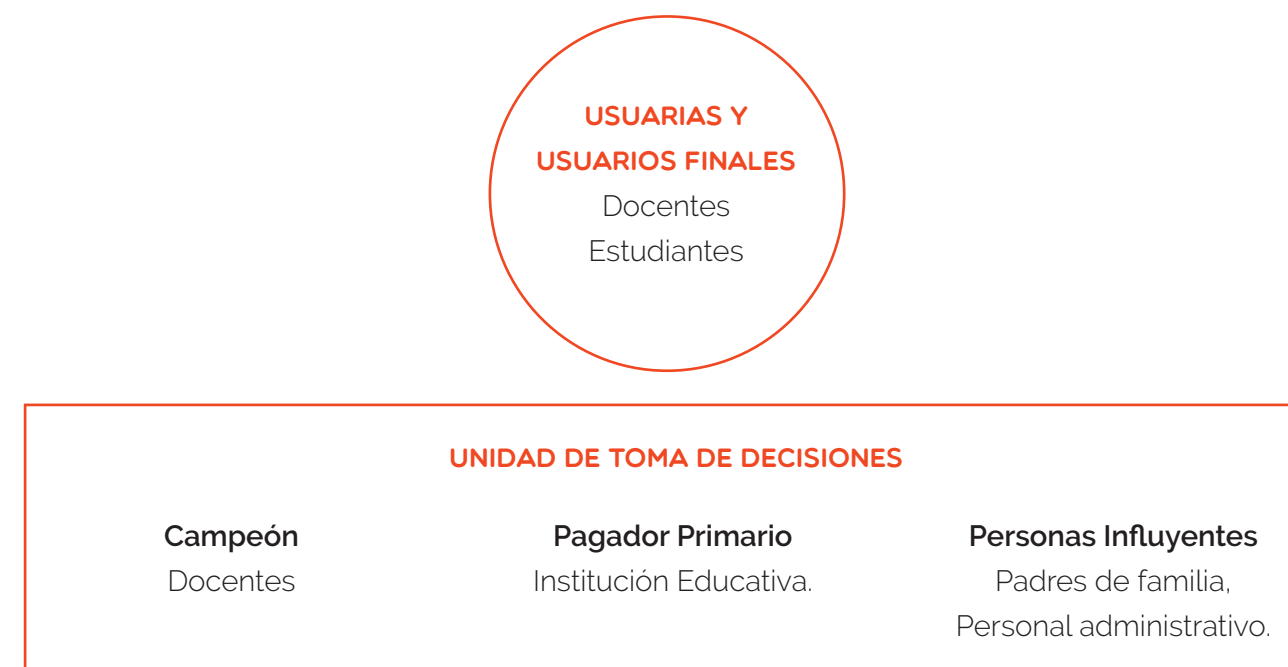 USUARIAS Y
USUARIOS FINALES
Docentes
Estudiantes
UNIDAD DE TOMA DE DECISIONES
Campeón
Docentes
Pagador Primario
Institución Educativa.
Personas Influyentes
Padres de familia,
Personal administrativo.